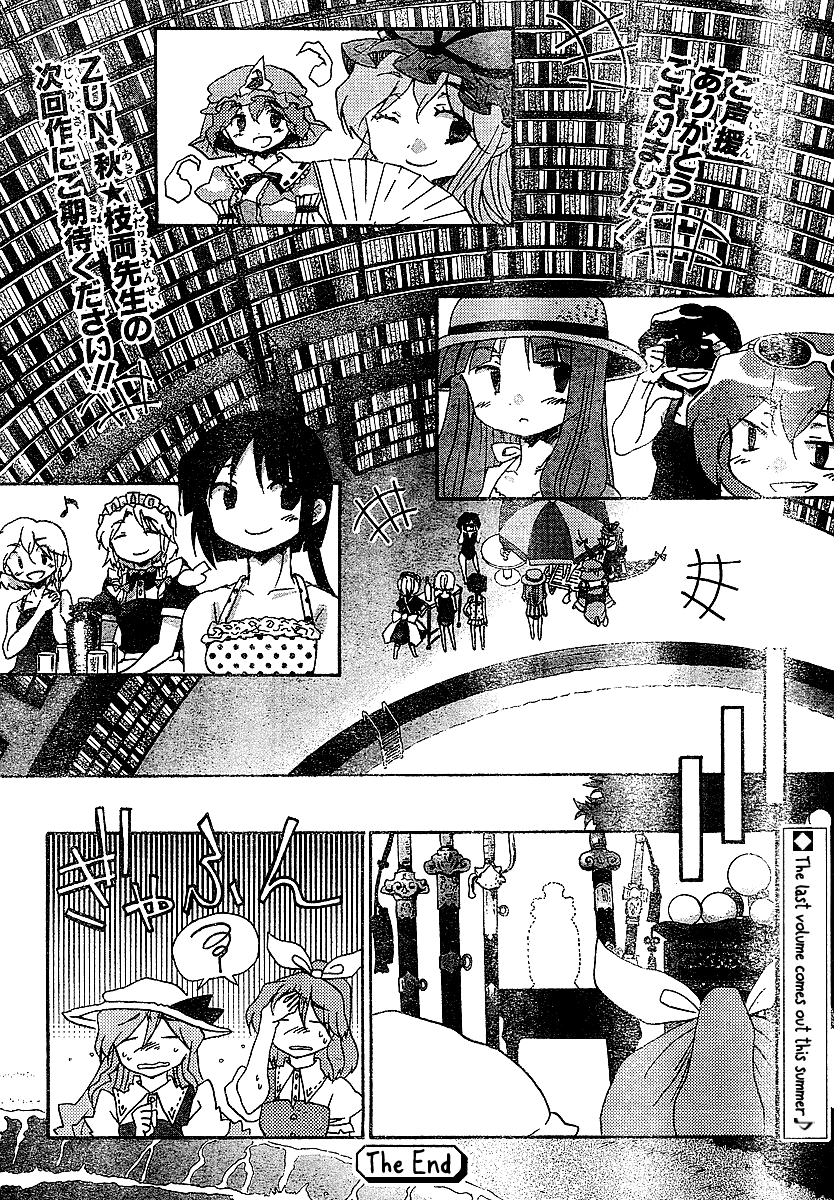 ご声援
ありがとう
ございました!!
ZUN、秋★枝両先生の
次回作にご期待ください!!
♪
ぎゃふん
◆The last volume comes out this summer♪
The End